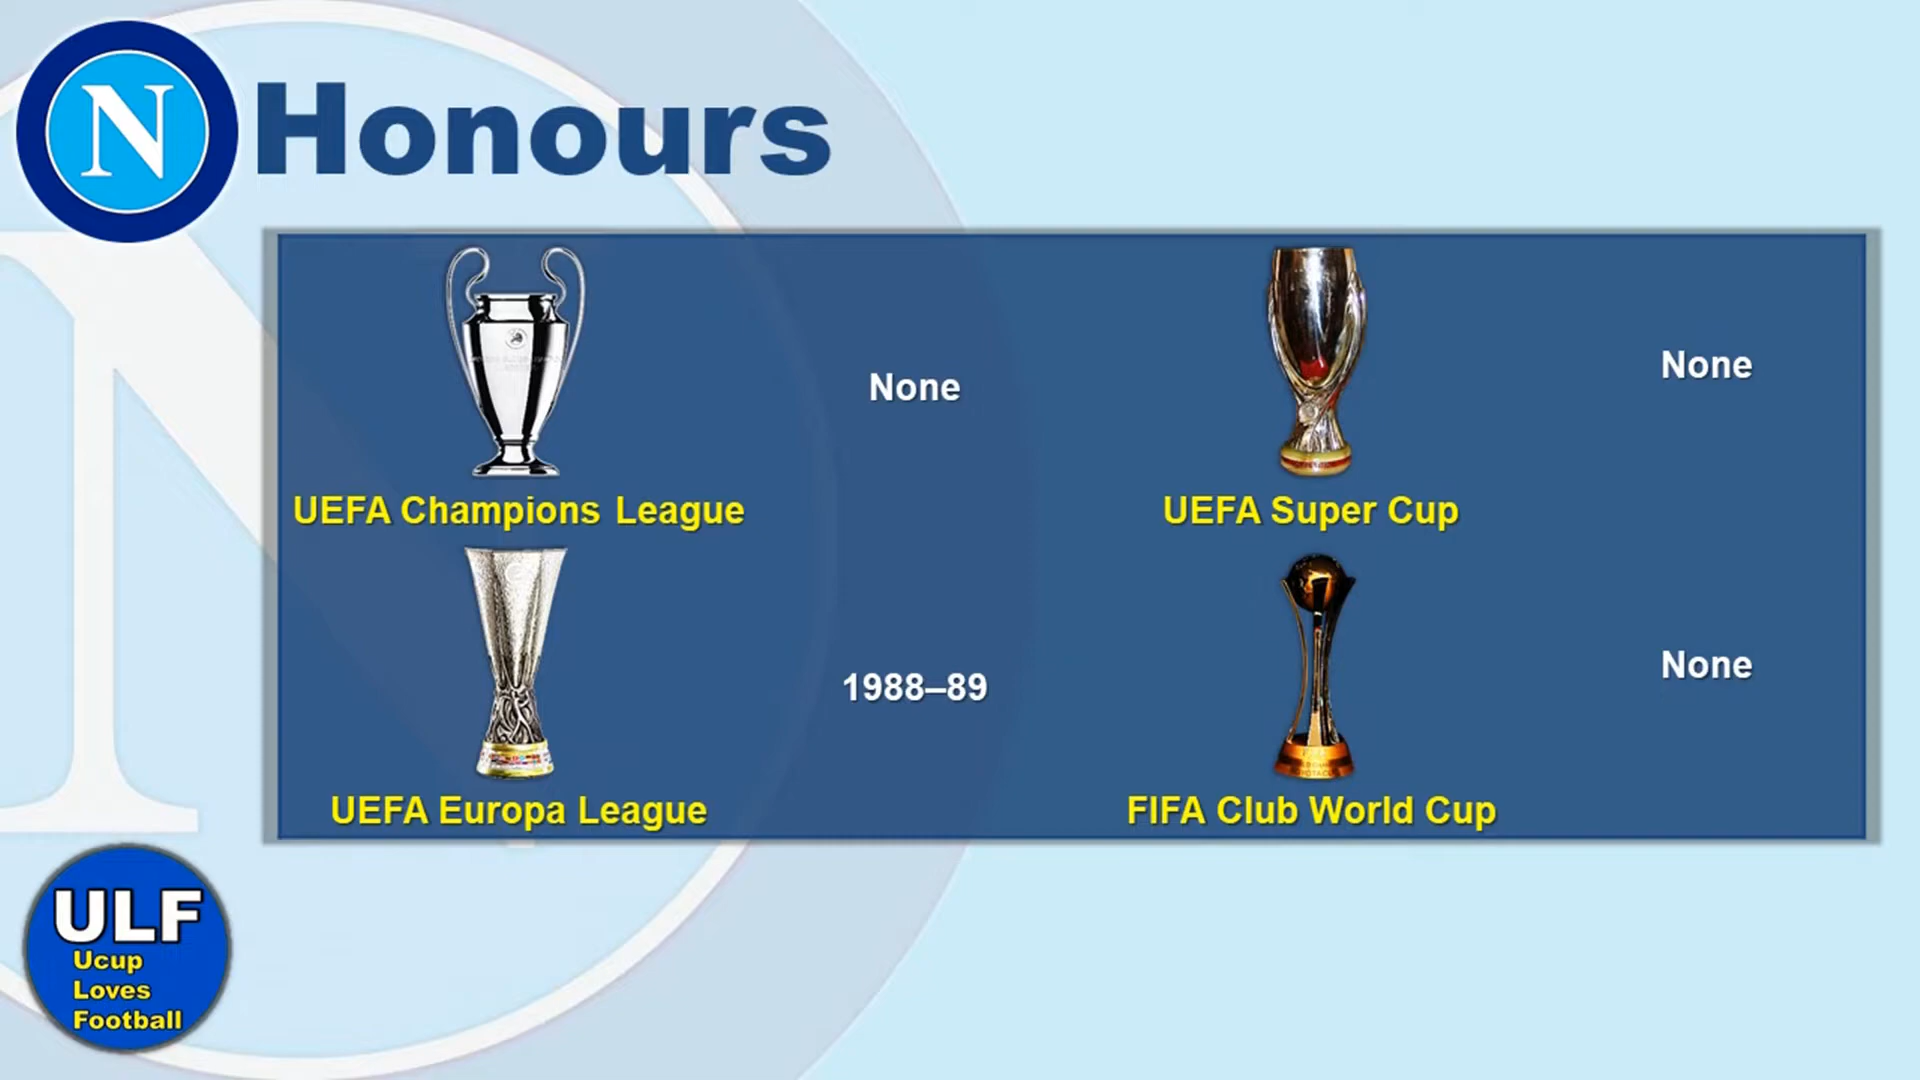 N
Honours
None
None
UEFA Champions League
UEFA Super Cup
1988–89
None
UEFA Europa League
FIFA Club World Cup
ULF
Ucup
Loves
Football